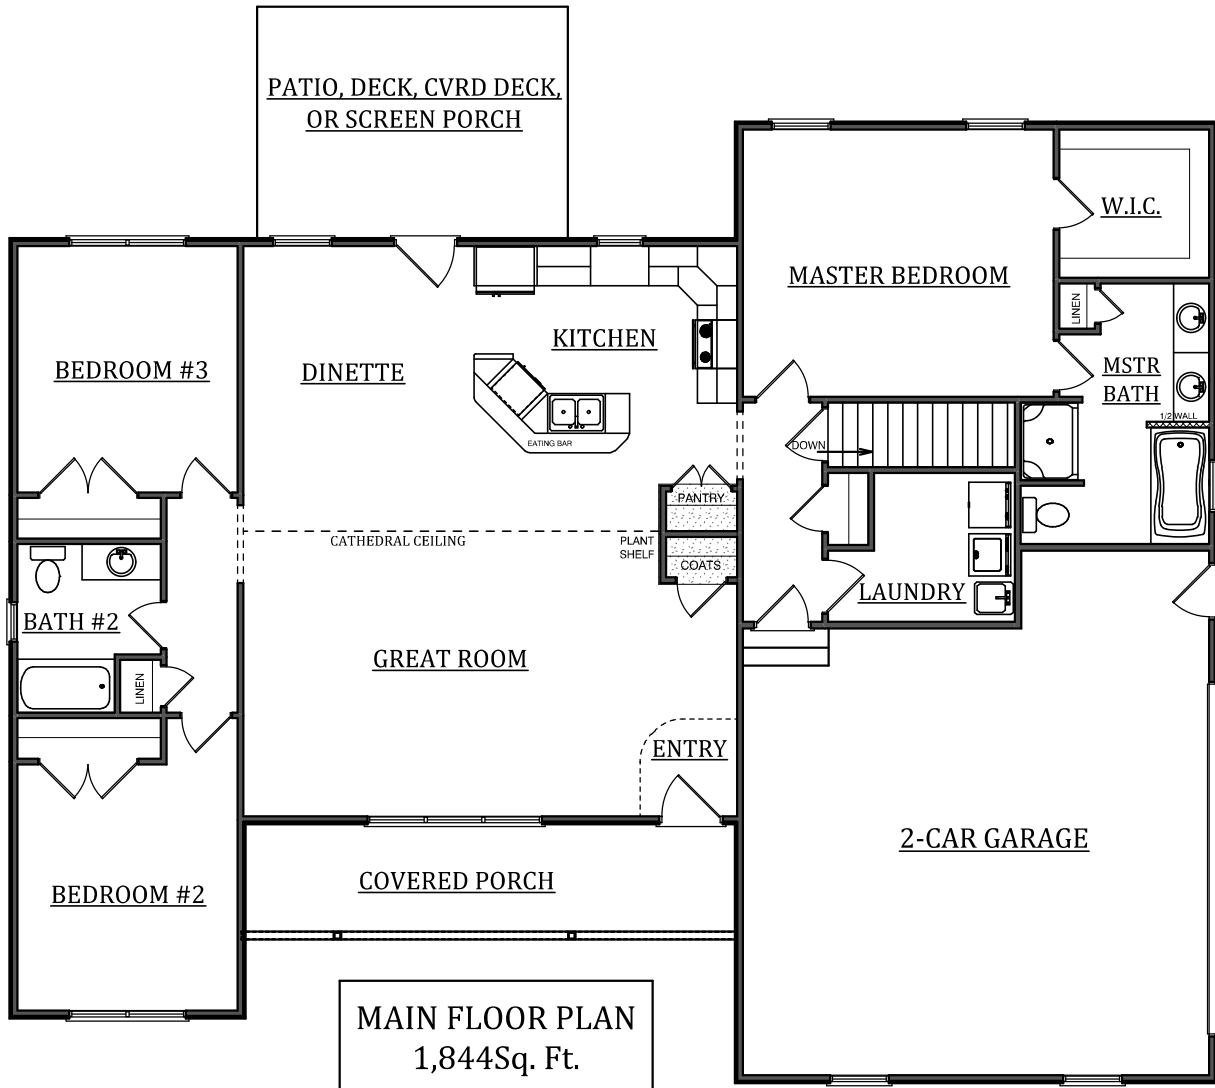 PATIO, DECK, CVRD DECK,
OR SCREEN PORCH
W.I.C.
MASTER BEDROOM
LINEN
KITCHEN
BEDROOM #3
DINETTE
MSTR
BATH
1/2 WALL
EATING BAR
DOWN
PANTRY
CATHEDRAL CEILING
PLANT
SHELF
COATS
LAUNDRY
BATH #2
GREAT ROOM
LINEN
ENTRY
2-CAR GARAGE
COVERED PORCH
BEDROOM #2
MAIN FLOOR PLAN
1,844Sq. Ft.